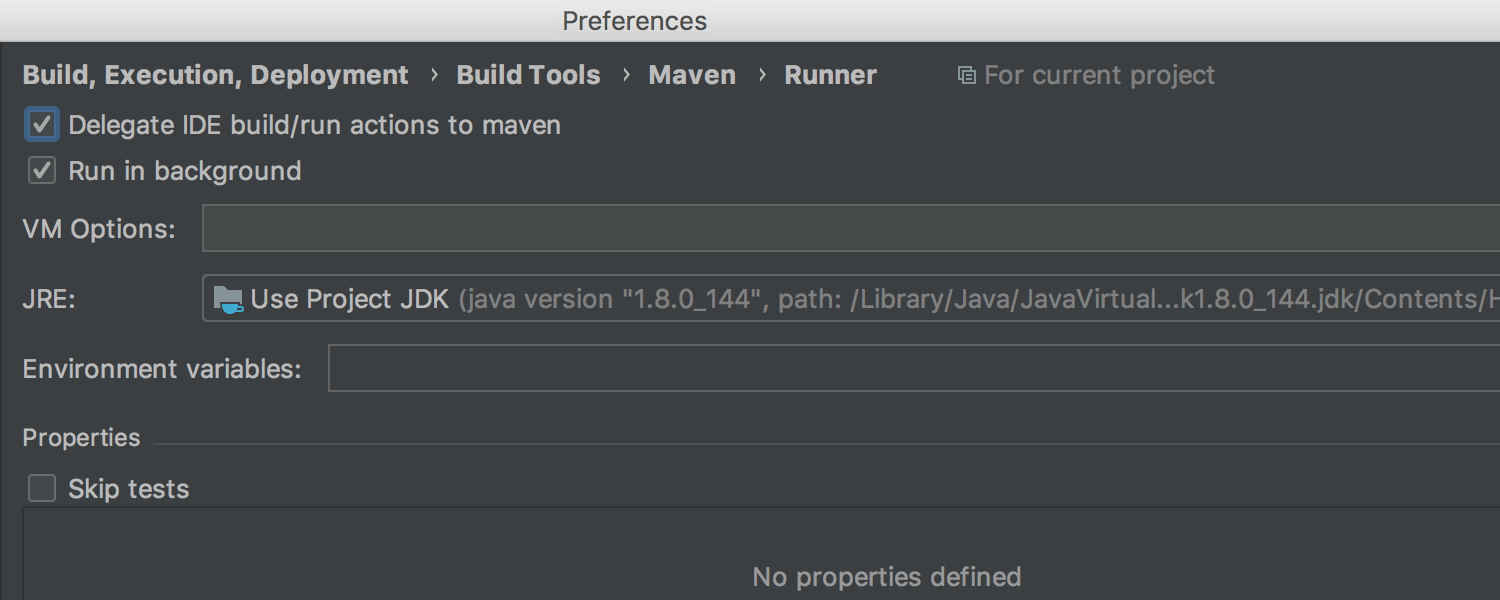 Preferences
Build, Execution, Deployment › Build Tools › Maven › Runner For current project
Delegate IDE build/run actions to maven
Run in background
VM Options:
JRE: Use Project JDK (java version "1.8.0_144", path: /Library/Java/JavaVirtual...k1.8.0_144.jdk/Contents/H
Environment variables:
Properties
Skip tests
No properties defined